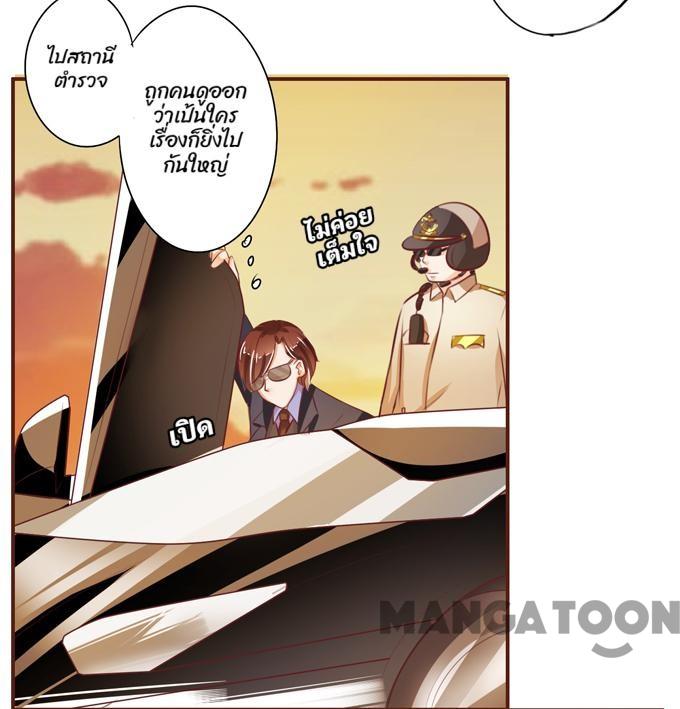 ไปสถานี
ตำรวจ
ถูกคนดูออก
ว่าเป้นใคร
เรื่องก็ยิ่งไป
กันใหญ่
ไม่ค่อย
เต็มใจ
เปิด
MANGATOON